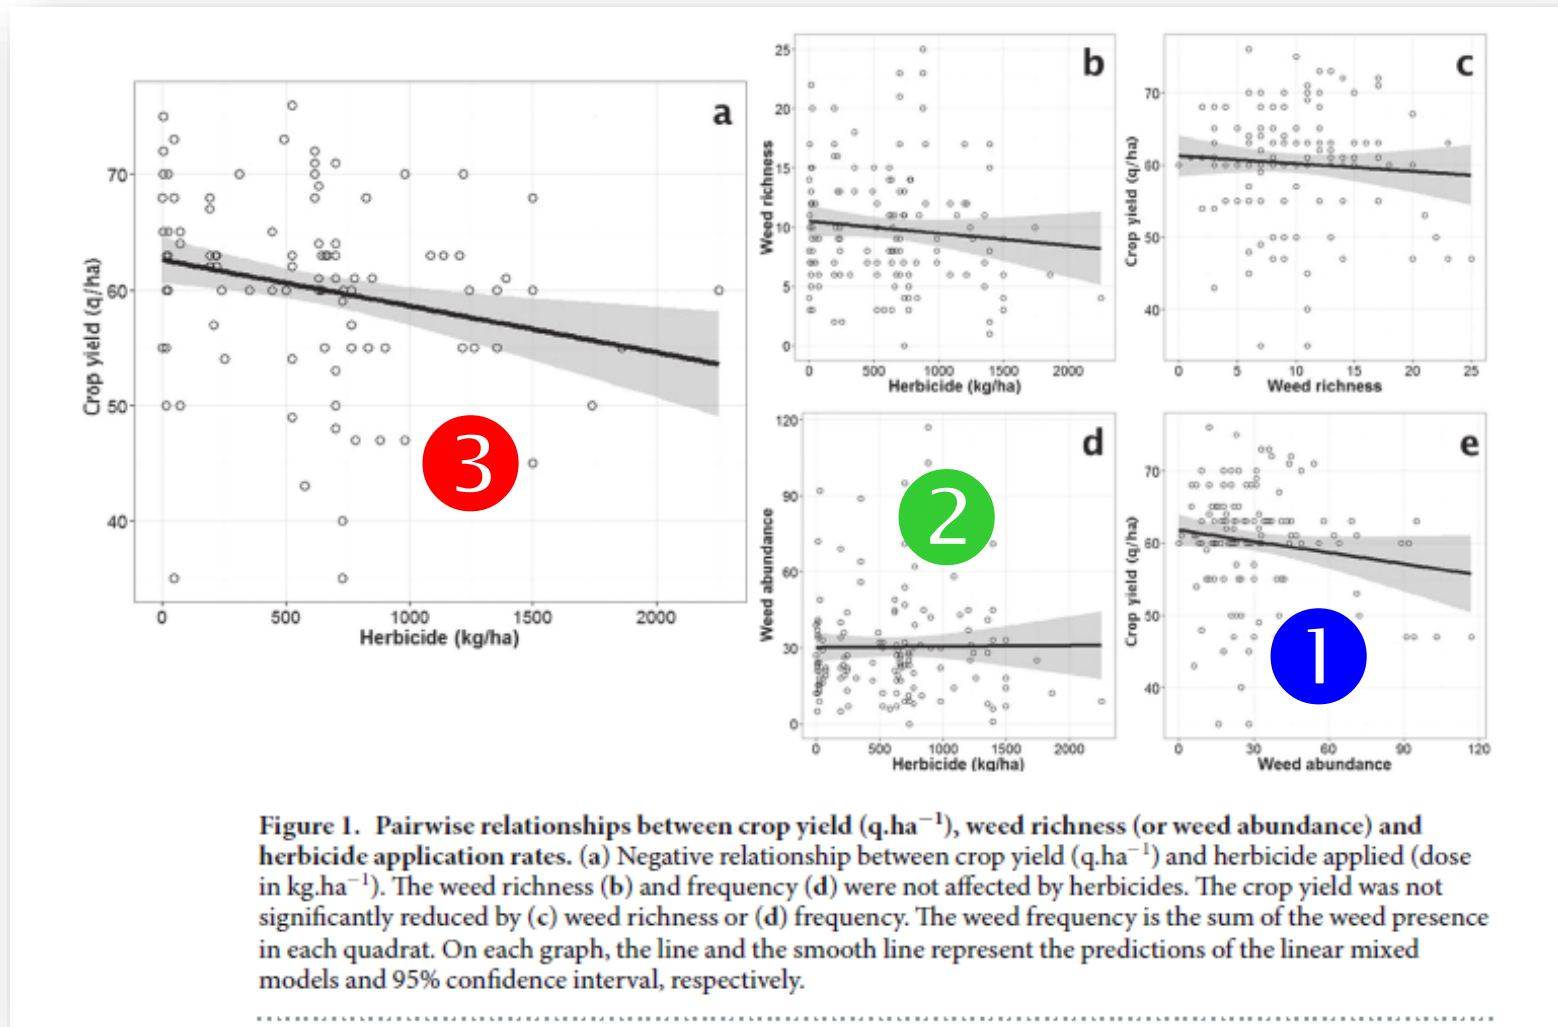 a
70
60
50
40
Crop yield (q/ha)
0 500 1000 1500 2000
Herbicide (kg/ha)
3
b
25
20
15
10
5
0
Weed richness
0 500 1000 1500 2000
Herbicide (kg/ha)
c
70
60
50
40
Crop yield (q/ha)
0 5 10 15 20 25
Weed richness
d
120
90
60
30
0
Weed abundance
0 500 1000 1500 2000
Herbicide (kg/ha)
2
e
70
60
50
40
Crop yield (q/ha)
0 30 60 90 120
Weed abundance
1
Figure 1. Pairwise relationships between crop yield (q.ha⁻¹), weed richness (or weed abundance) and
herbicide application rates. (a) Negative relationship between crop yield (q.ha⁻¹) and herbicide applied (dose
in kg.ha⁻¹). The weed richness (b) and frequency (d) were not affected by herbicides. The crop yield was not
significantly reduced by (c) weed richness or (d) frequency. The weed frequency is the sum of the weed presence
in each quadrat. On each graph, the line and the smooth line represent the predictions of the linear mixed
models and 95% confidence interval, respectively.